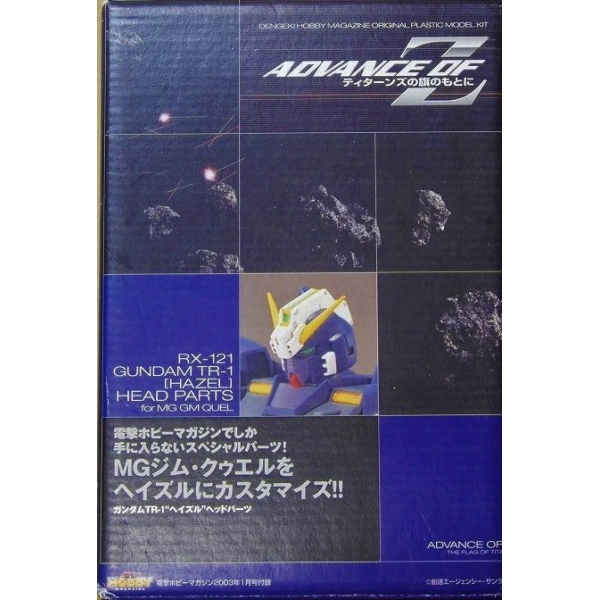 DENGEKI HOBBY MAGAZINE ORIGINAL PLASTIC MODEL KIT
ADVANCE OF Z
ティターンズの旗のもとに
RX-121
GUNDAM TR-1
[HAZEL]
HEAD PARTS
for MG GM QUEL
電撃ホビーマガジンでしか
手に入らないスペシャルパーツ!
MGジム・クゥエルを
ヘイズルにカスタマイズ!!
ガンダムTR-1"ヘイズル"ヘッドパーツ
ADVANCE OF
THE FLAG OF TITA
HOBBY
MAGAZINE
電撃ホビーマガジン2003年1月号付録
©創通エージェンシー・サンラ